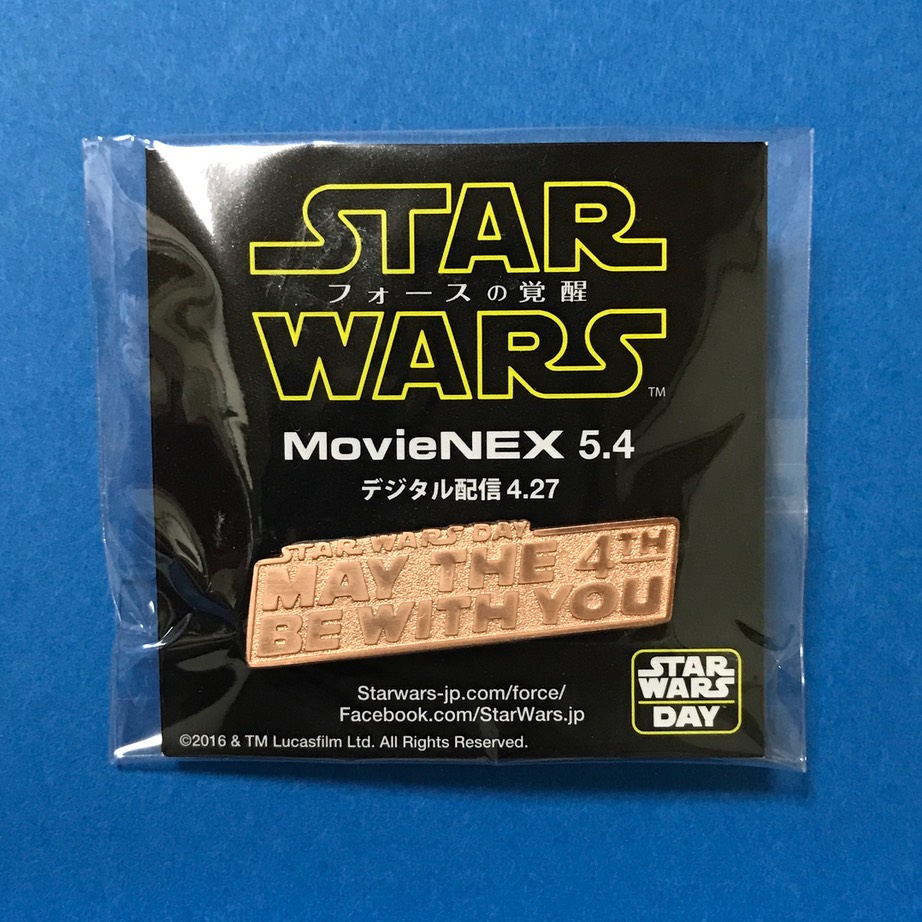 STAR
フォースの覚醒
WARS
TM
MovieNEX 5.4
デジタル配信 4.27
STAR WARS DAY
MAY THE 4TH
BE WITH YOU
Starwars-jp.com/force/
Facebook.com/StarWars.jp
©2016 & TM Lucasfilm Ltd. All Rights Reserved.
STAR
WARS
DAY